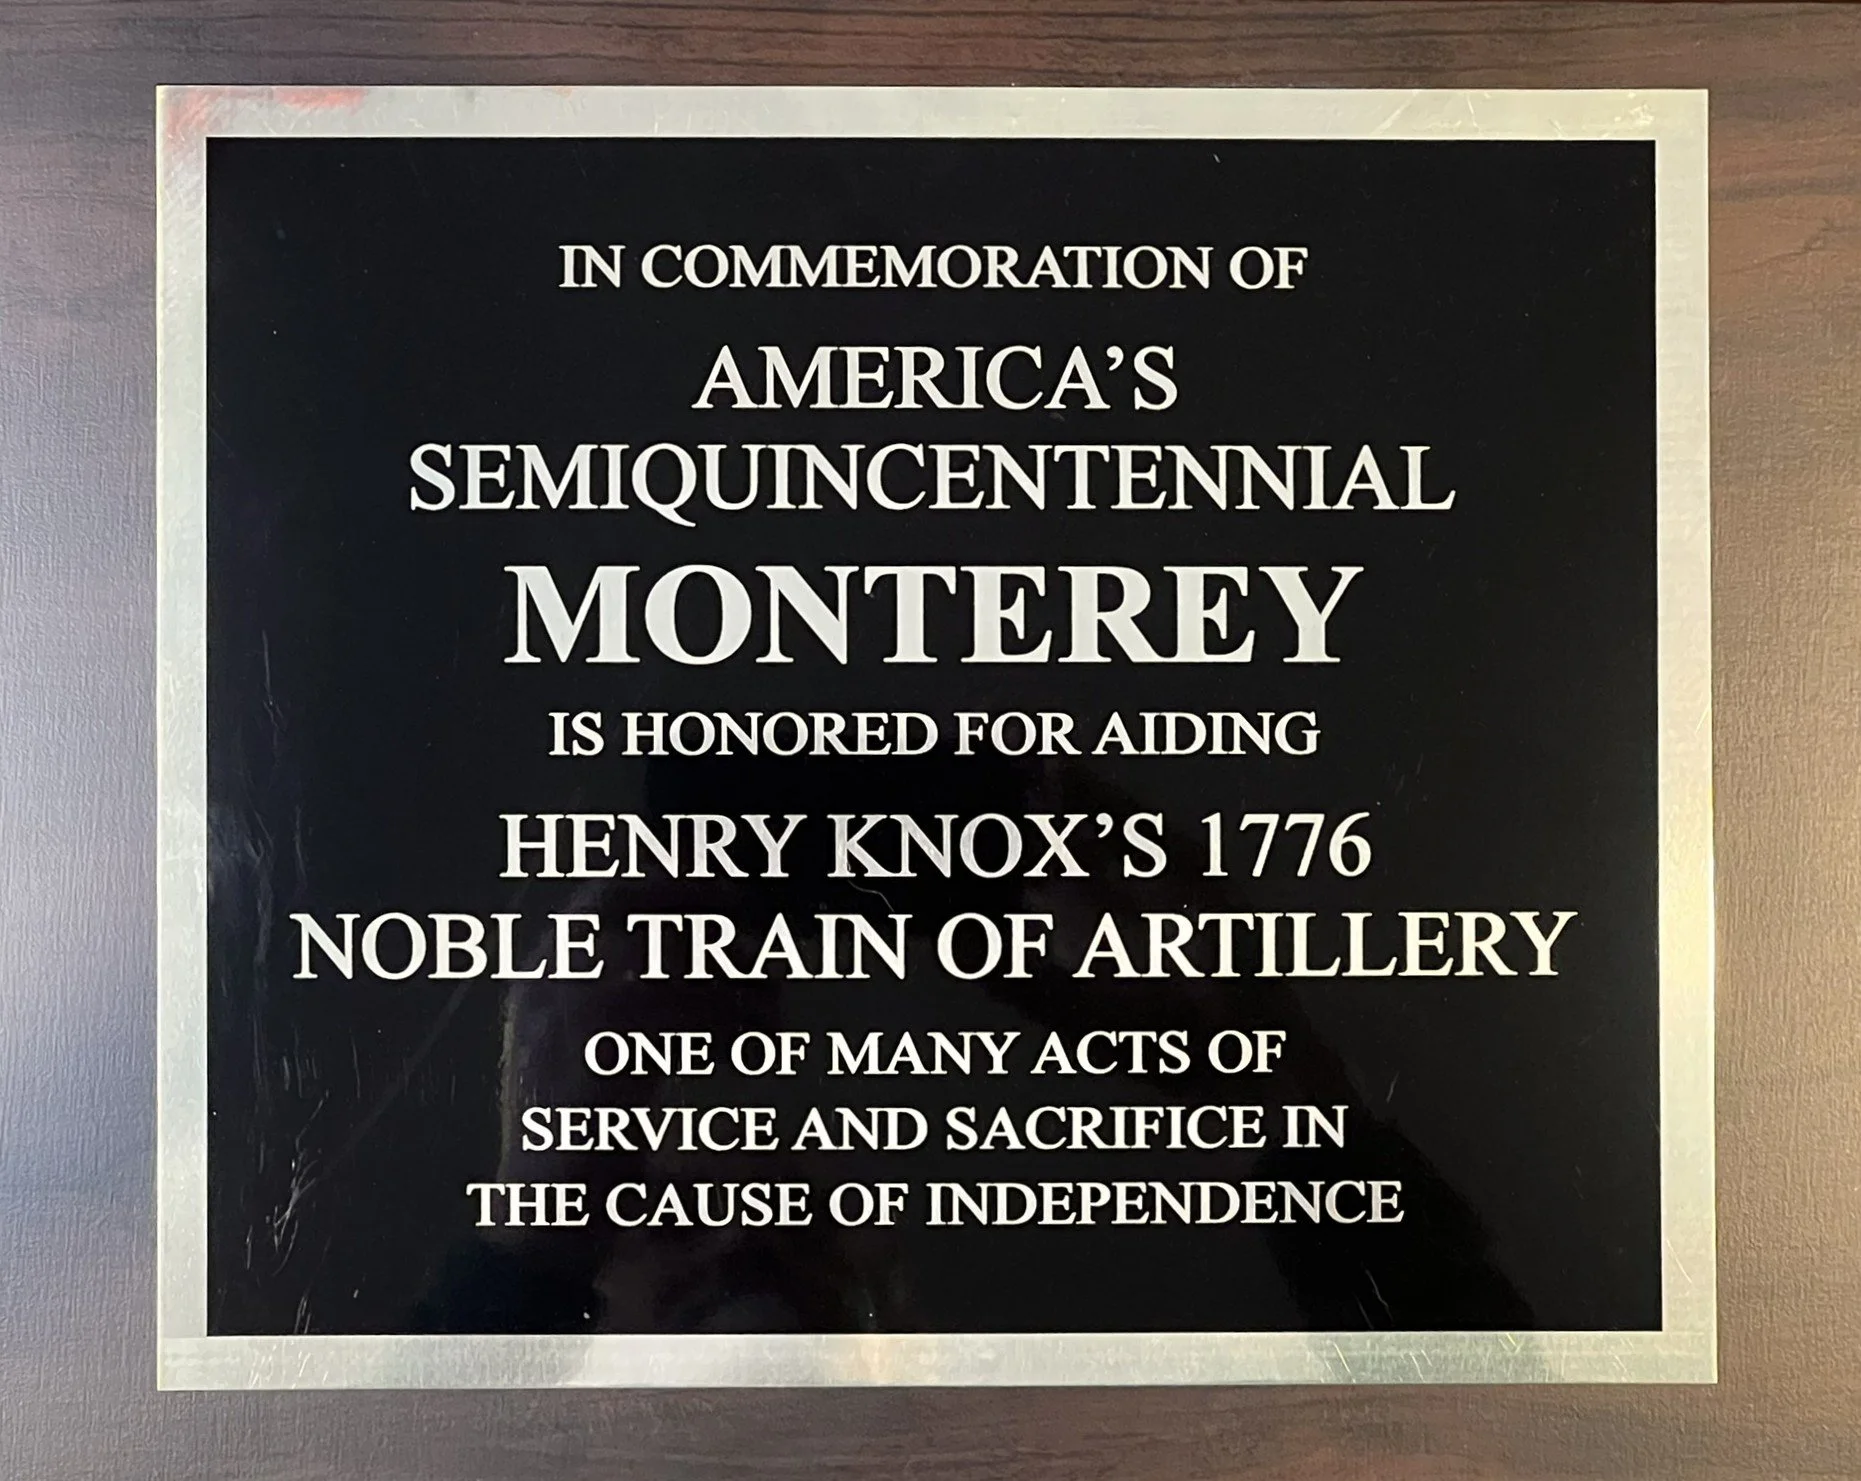 IN COMMEMORATION OF
AMERICA’S
SEMIQUINCENTENNIAL
MONTEREY
IS HONORED FOR AIDING
HENRY KNOX’S 1776
NOBLE TRAIN OF ARTILLERY
ONE OF MANY ACTS OF
SERVICE AND SACRIFICE IN
THE CAUSE OF INDEPENDENCE